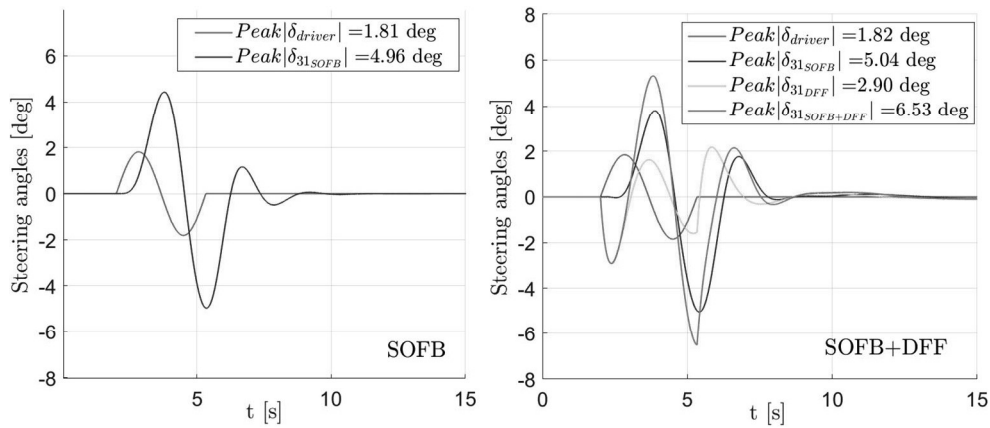 Peak|δdriver| =1.81 deg
Peak|δ31SOFB| =4.96 deg
Steering angles [deg]
6
4
2
0
-2
-4
-6
-8
5
10
15
t [s]
SOFB
Peak|δdriver| =1.82 deg
Peak|δ31SOFB| =5.04 deg
Peak|δ31DFF| =2.90 deg
Peak|δ31SOFB+DFF| =6.53 deg
Steering angles [deg]
8
6
4
2
0
-2
-4
-6
-8
0
5
10
15
t [s]
SOFB+DFF